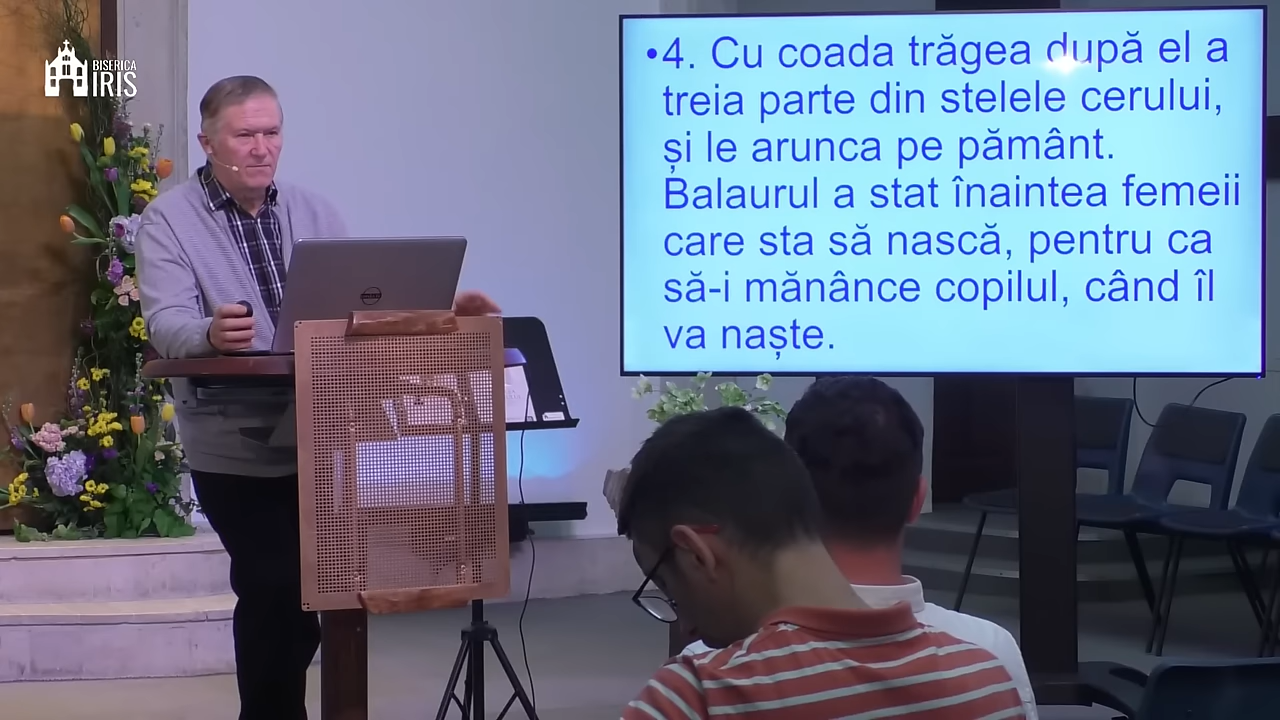 BISERICA
IRIS
•4. Cu coada trăgea după el a
treia parte din stelele cerului,
și le arunca pe pământ.
Balaurul a stat înaintea femeii
care sta să nască, pentru ca
să-i mănânce copilul, când îl
va naște.